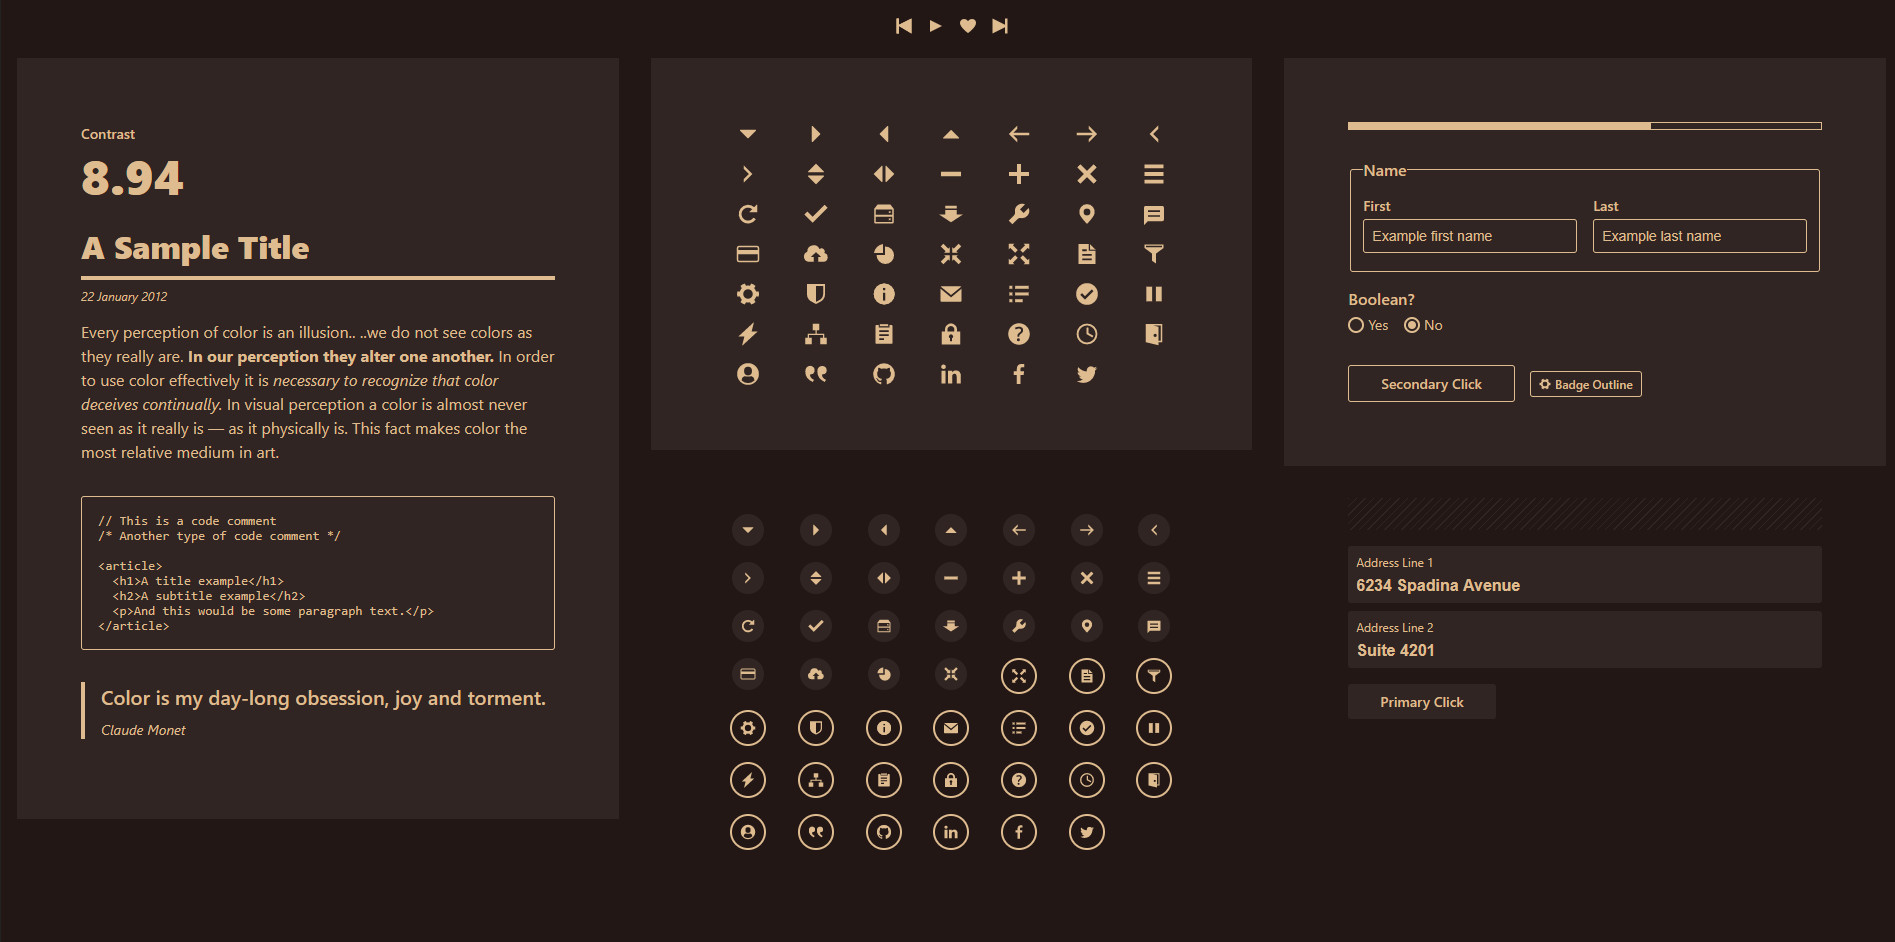 Contrast
8.94
A Sample Title
22 January 2012
Every perception of color is an illusion.. ..we do not see colors as
they really are. In our perception they alter one another. In order
to use color effectively it is necessary to recognize that color
deceives continually. In visual perception a color is almost never
seen as it really is — as it physically is. This fact makes color the
most relative medium in art.
// This is a code comment
/* Another type of code comment */
<article>
  <h1>A title example</h1>
  <h2>A subtitle example</h2>
  <p>And this would be some paragraph text.</p>
</article>
Color is my day-long obsession, joy and torment.
Claude Monet
Name
First Last
Example first name Example last name
Boolean?
Yes No
Secondary Click Badge Outline
Address Line 1
6234 Spadina Avenue
Address Line 2
Suite 4201
Primary Click